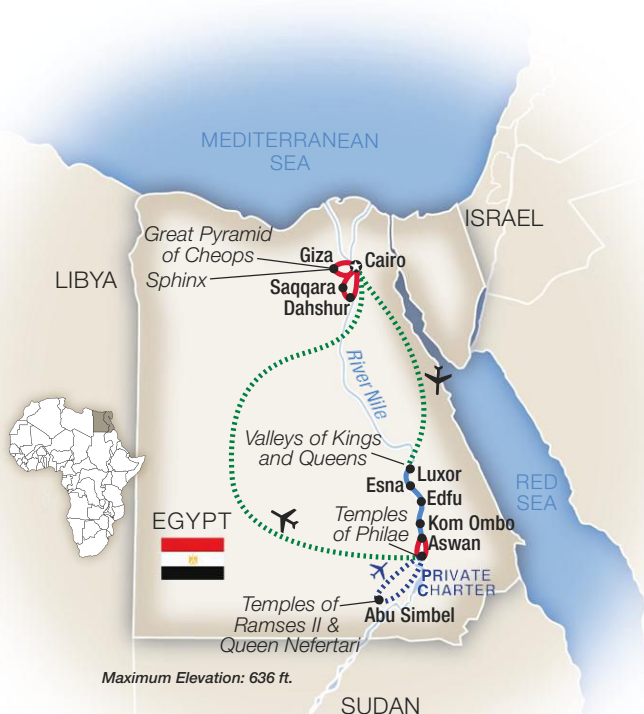 MEDITERRANEAN
SEA
ISRAEL
Great Pyramid
of Cheops
Giza
Cairo
LIBYA
Sphinx
Saqqara
Dahshur
River Nile
Valleys of Kings
and Queens
Luxor
Esna
Edfu
RED
SEA
EGYPT
Temples
of Philae
Kom Ombo
Aswan
PRIVATE
CHARTER
Abu Simbel
Temples of
Ramses II &
Queen Nefertari
Maximum Elevation: 636 ft.
SUDAN